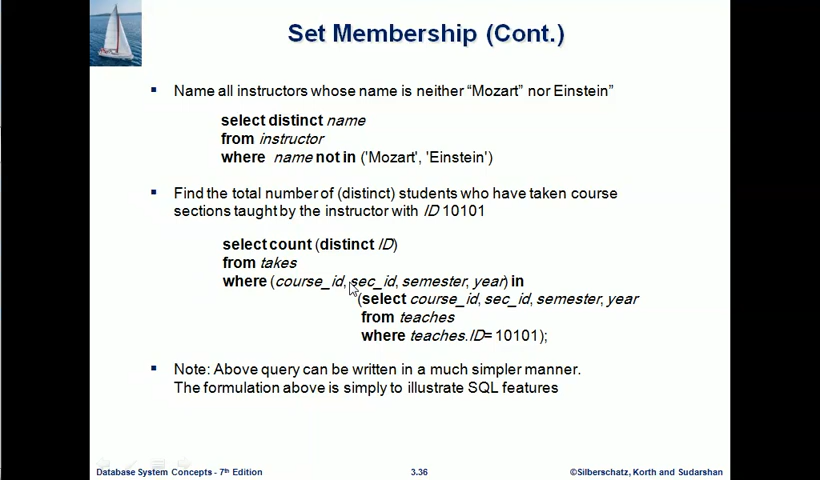 Set Membership (Cont.)
▪ Name all instructors whose name is neither “Mozart” nor Einstein”
select distinct name
from instructor
where name not in ('Mozart', 'Einstein')
▪ Find the total number of (distinct) students who have taken course
sections taught by the instructor with ID 10101
select count (distinct ID)
from takes
where (course_id, sec_id, semester, year) in
(select course_id, sec_id, semester, year
from teaches
where teaches.ID= 10101);
▪ Note: Above query can be written in a much simpler manner.
The formulation above is simply to illustrate SQL features
Database System Concepts - 7th Edition
3.36
©Silberschatz, Korth and Sudarshan